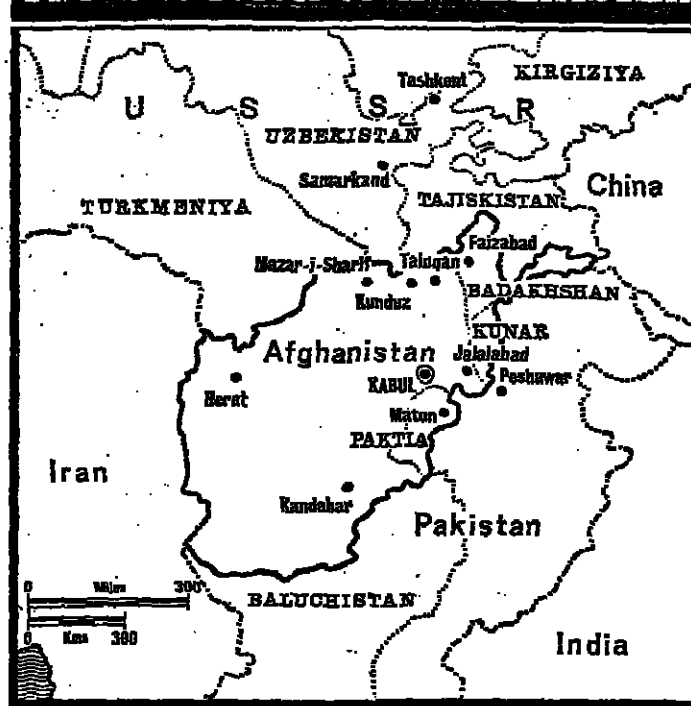 Tashkent
KIRGIZIYA
U S S R
UZBEKISTAN
Samarkand
China
TURKMENIYA
TAJISKISTAN
Faizabad
Mazar-i-Sharif
Taluqan
BADAKHSHAN
Kunduz
KUNAR
Afghanistan
Jalalabad
KABUL
Peshawar
Herat
Matun
PAKTIA
Iran
Kandahar
Pakistan
0 Miles 300
BALUCHISTAN
0 Kms 300
India